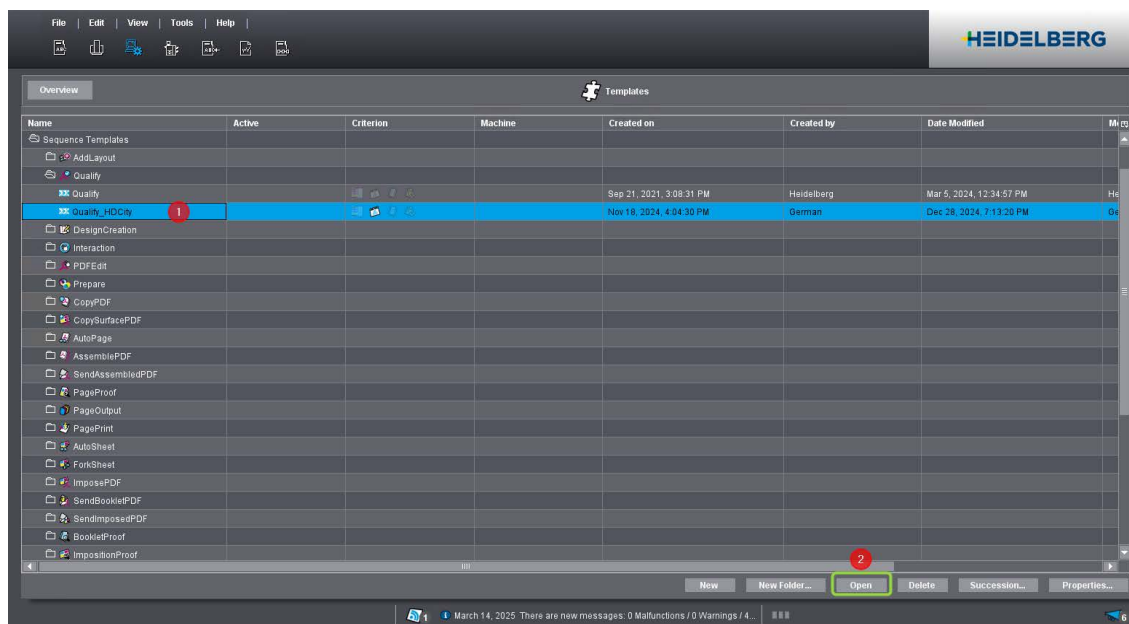 File | Edit | View | Tools | Help |
HEIDELBERG
Overview
Templates
Name Active Criterion Machine Created on Created by Date Modified
Sequence Templates
AddLayout
Qualify
Qualify Sep 21, 2021, 3:08:31 PM Heidelberg Mar 5, 2024, 12:34:57 PM He
Qualify_HDCity 1 Nov 18, 2024, 4:04:30 PM German Dec 28, 2024, 7:13:20 PM Ge
DesignCreation
Interaction
PDFEdit
Prepare
CopyPDF
CopySurfacePDF
AutoPage
AssemblePDF
SendAssembledPDF
PageProof
PageOutput
PagePrint
AutoSheet
ForkSheet
ImposePDF
SendBookletPDF
SendImposedPDF
BookletProof
ImpositionProof
2
New New Folder... Open Delete Succession... Properties...
1 March 14, 2025 There are new messages: 0 Malfunctions / 0 Warnings / 4... 6